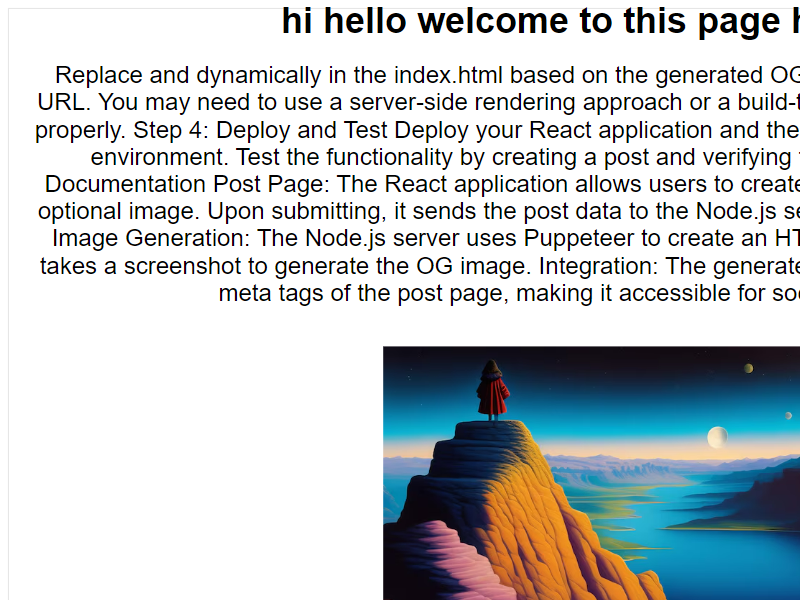 hi hello welcome to this page
Replace and dynamically in the index.html based on the generated OG
URL. You may need to use a server-side rendering approach or a build-
properly. Step 4: Deploy and Test Deploy your React application and the
environment. Test the functionality by creating a post and verifying
Documentation Post Page: The React application allows users to create
optional image. Upon submitting, it sends the post data to the Node.js
Image Generation: The Node.js server uses Puppeteer to create an
takes a screenshot to generate the OG image. Integration: The
meta tags of the post page, making it accessible for